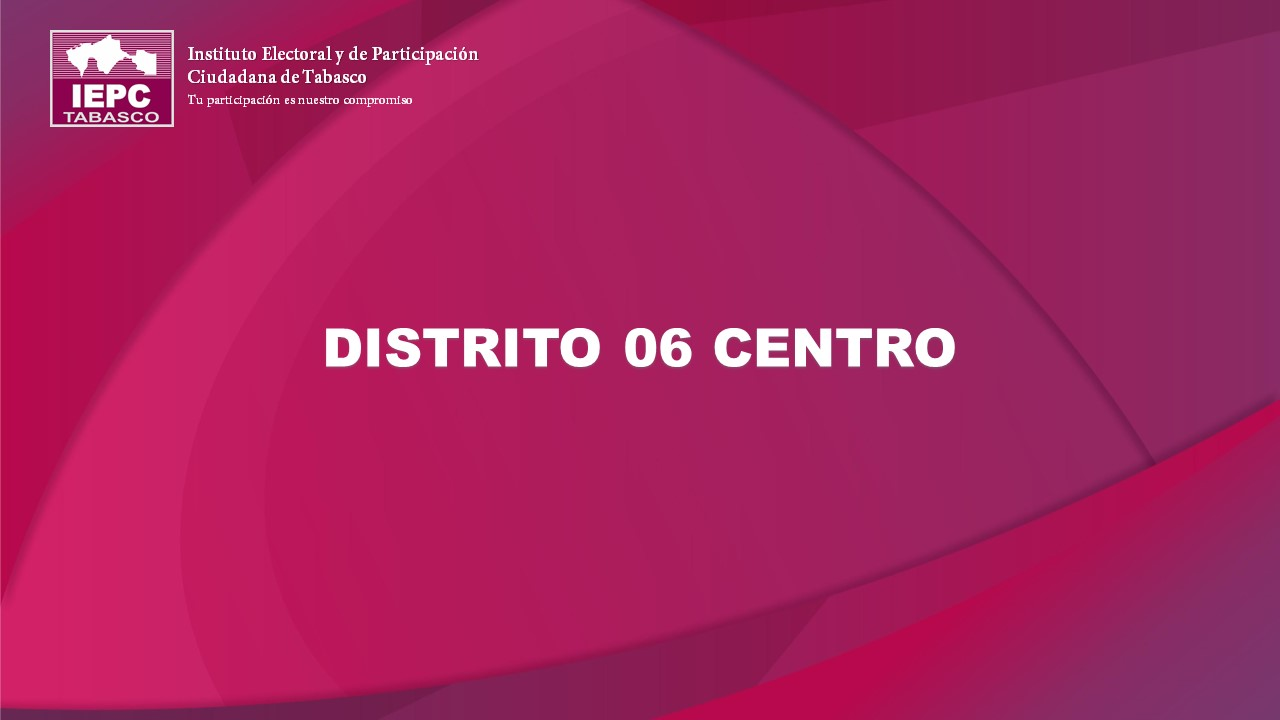 Instituto Electoral y de Participación
Ciudadana de Tabasco
Tu participación es nuestro compromiso
IEPC
TABASCO
DISTRITO 06 CENTRO